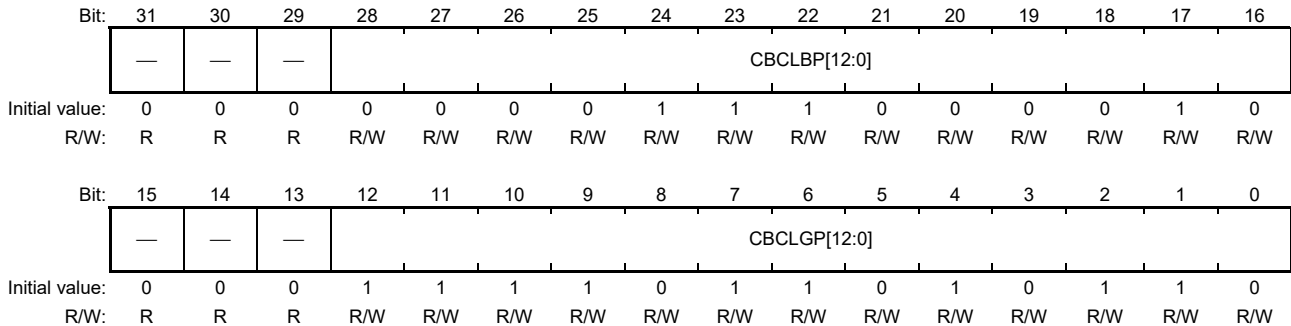 Bit: 31 30 29 28 27 26 25 24 23 22 21 20 19 18 17 16
— — — CBCLBP[12:0]
Initial value: 0 0 0 0 0 0 0 1 1 1 0 0 0 0 1 0
R/W: R R R R/W R/W R/W R/W R/W R/W R/W R/W R/W R/W R/W R/W R/W
Bit: 15 14 13 12 11 10 9 8 7 6 5 4 3 2 1 0
— — — CBCLGP[12:0]
Initial value: 0 0 0 1 1 1 1 0 1 1 0 1 0 1 1 0
R/W: R R R R/W R/W R/W R/W R/W R/W R/W R/W R/W R/W R/W R/W R/W